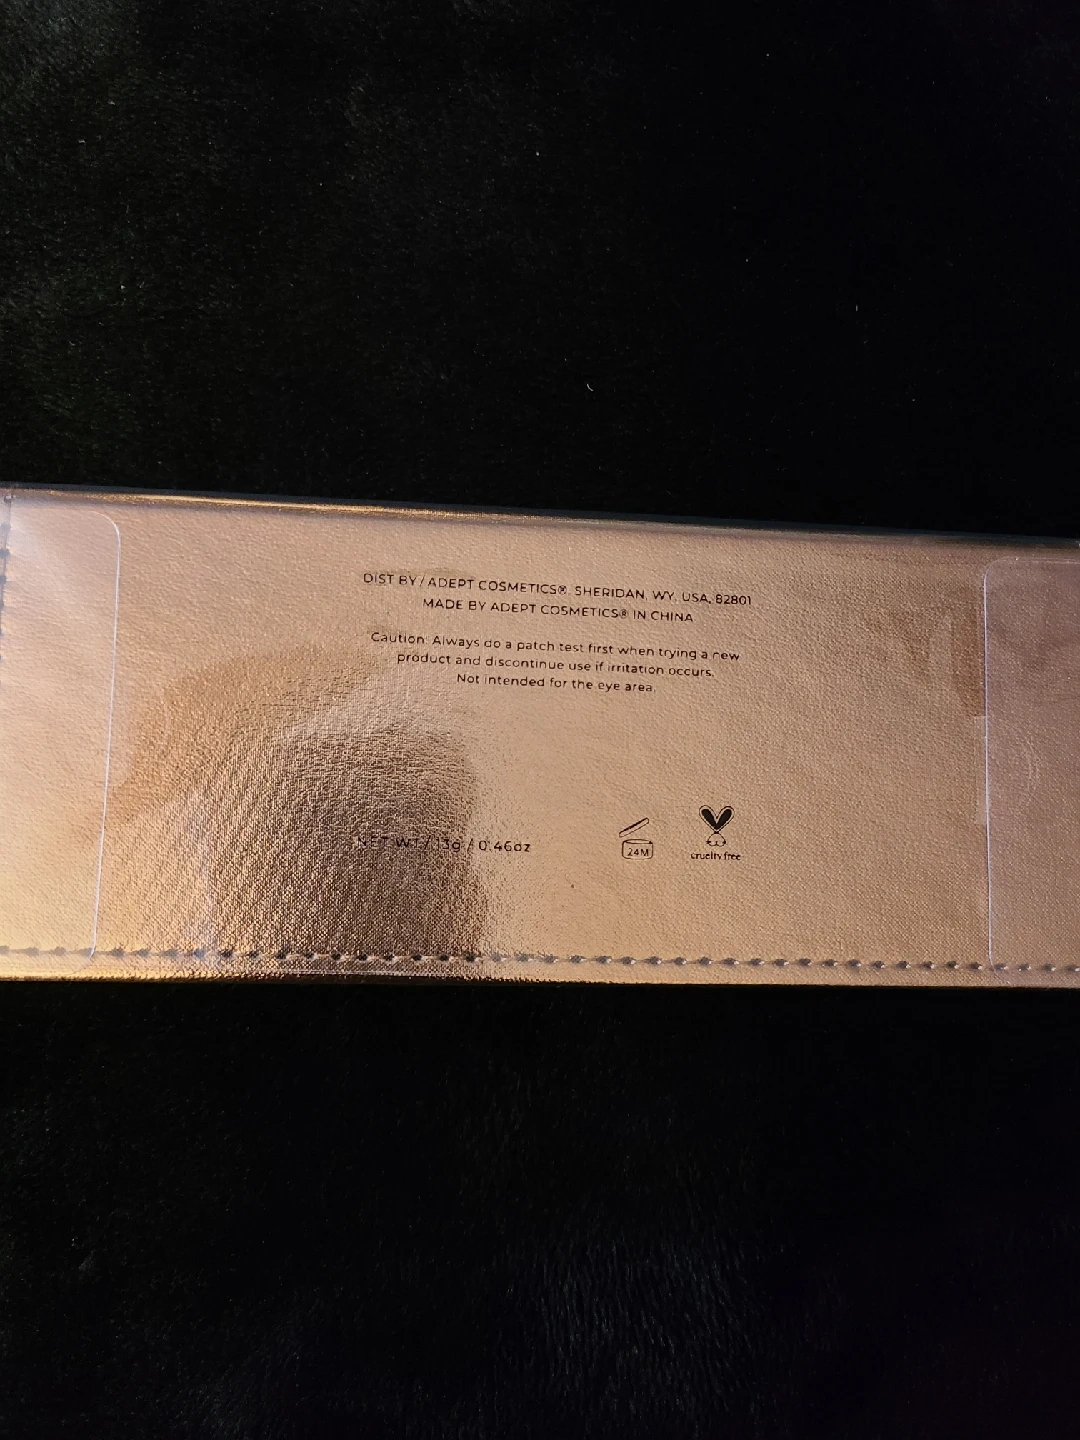 DIST BY / ADEPT COSMETICS®, SHERIDAN, WY, USA, 82801
MADE BY ADEPT COSMETICS® IN CHINA
Caution: Always do a patch test first when trying a new
product and discontinue use if irritation occurs.
Not intended for the eye area.
NET WT / 13g / 0.46oz
24M
cruelty free